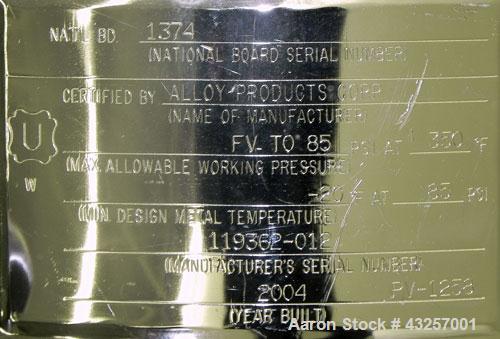 NAT'L BD. 1374
(NATIONAL BOARD SERIAL NUMBER)
CERTIFIED BY ALLOY PRODUCTS CORP
(NAME OF MANUFACTURER)
U
W
FV TO 85 PSI AT 350 °F
(MAX. ALLOWABLE WORKING PRESSURE)
-20 °F AT 85 PSI
(MIN. DESIGN METAL TEMPERATURE)
119362-012
(MANUFACTURER'S SERIAL NUMBER)
2004 PV-1258
(YEAR BUILT)
Aaron Stock # 43257001